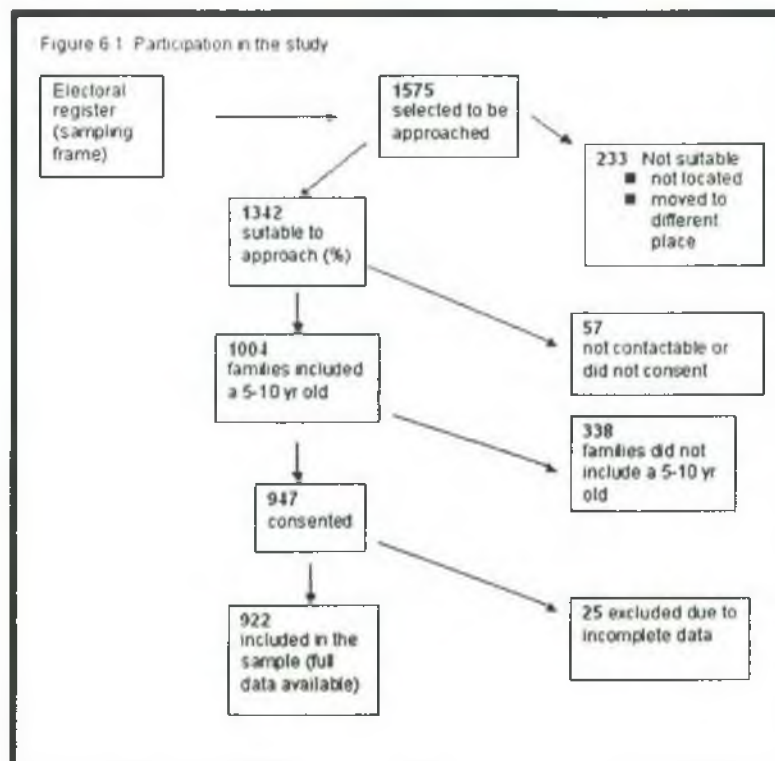 Figure 6.1 Participation in the study
Electoral
register
(sampling
frame)
1575
selected to be
approached
233 Not suitable
■ not located
■ moved to
different
place
1342
suitable to
approach (%)
57
not contactable or
did not consent
1004
families included
a 5-10 yr old
338
families did not
include a 5-10 yr
old
947
consented
25 excluded due to
incomplete data
922
included in the
sample (full
data available)